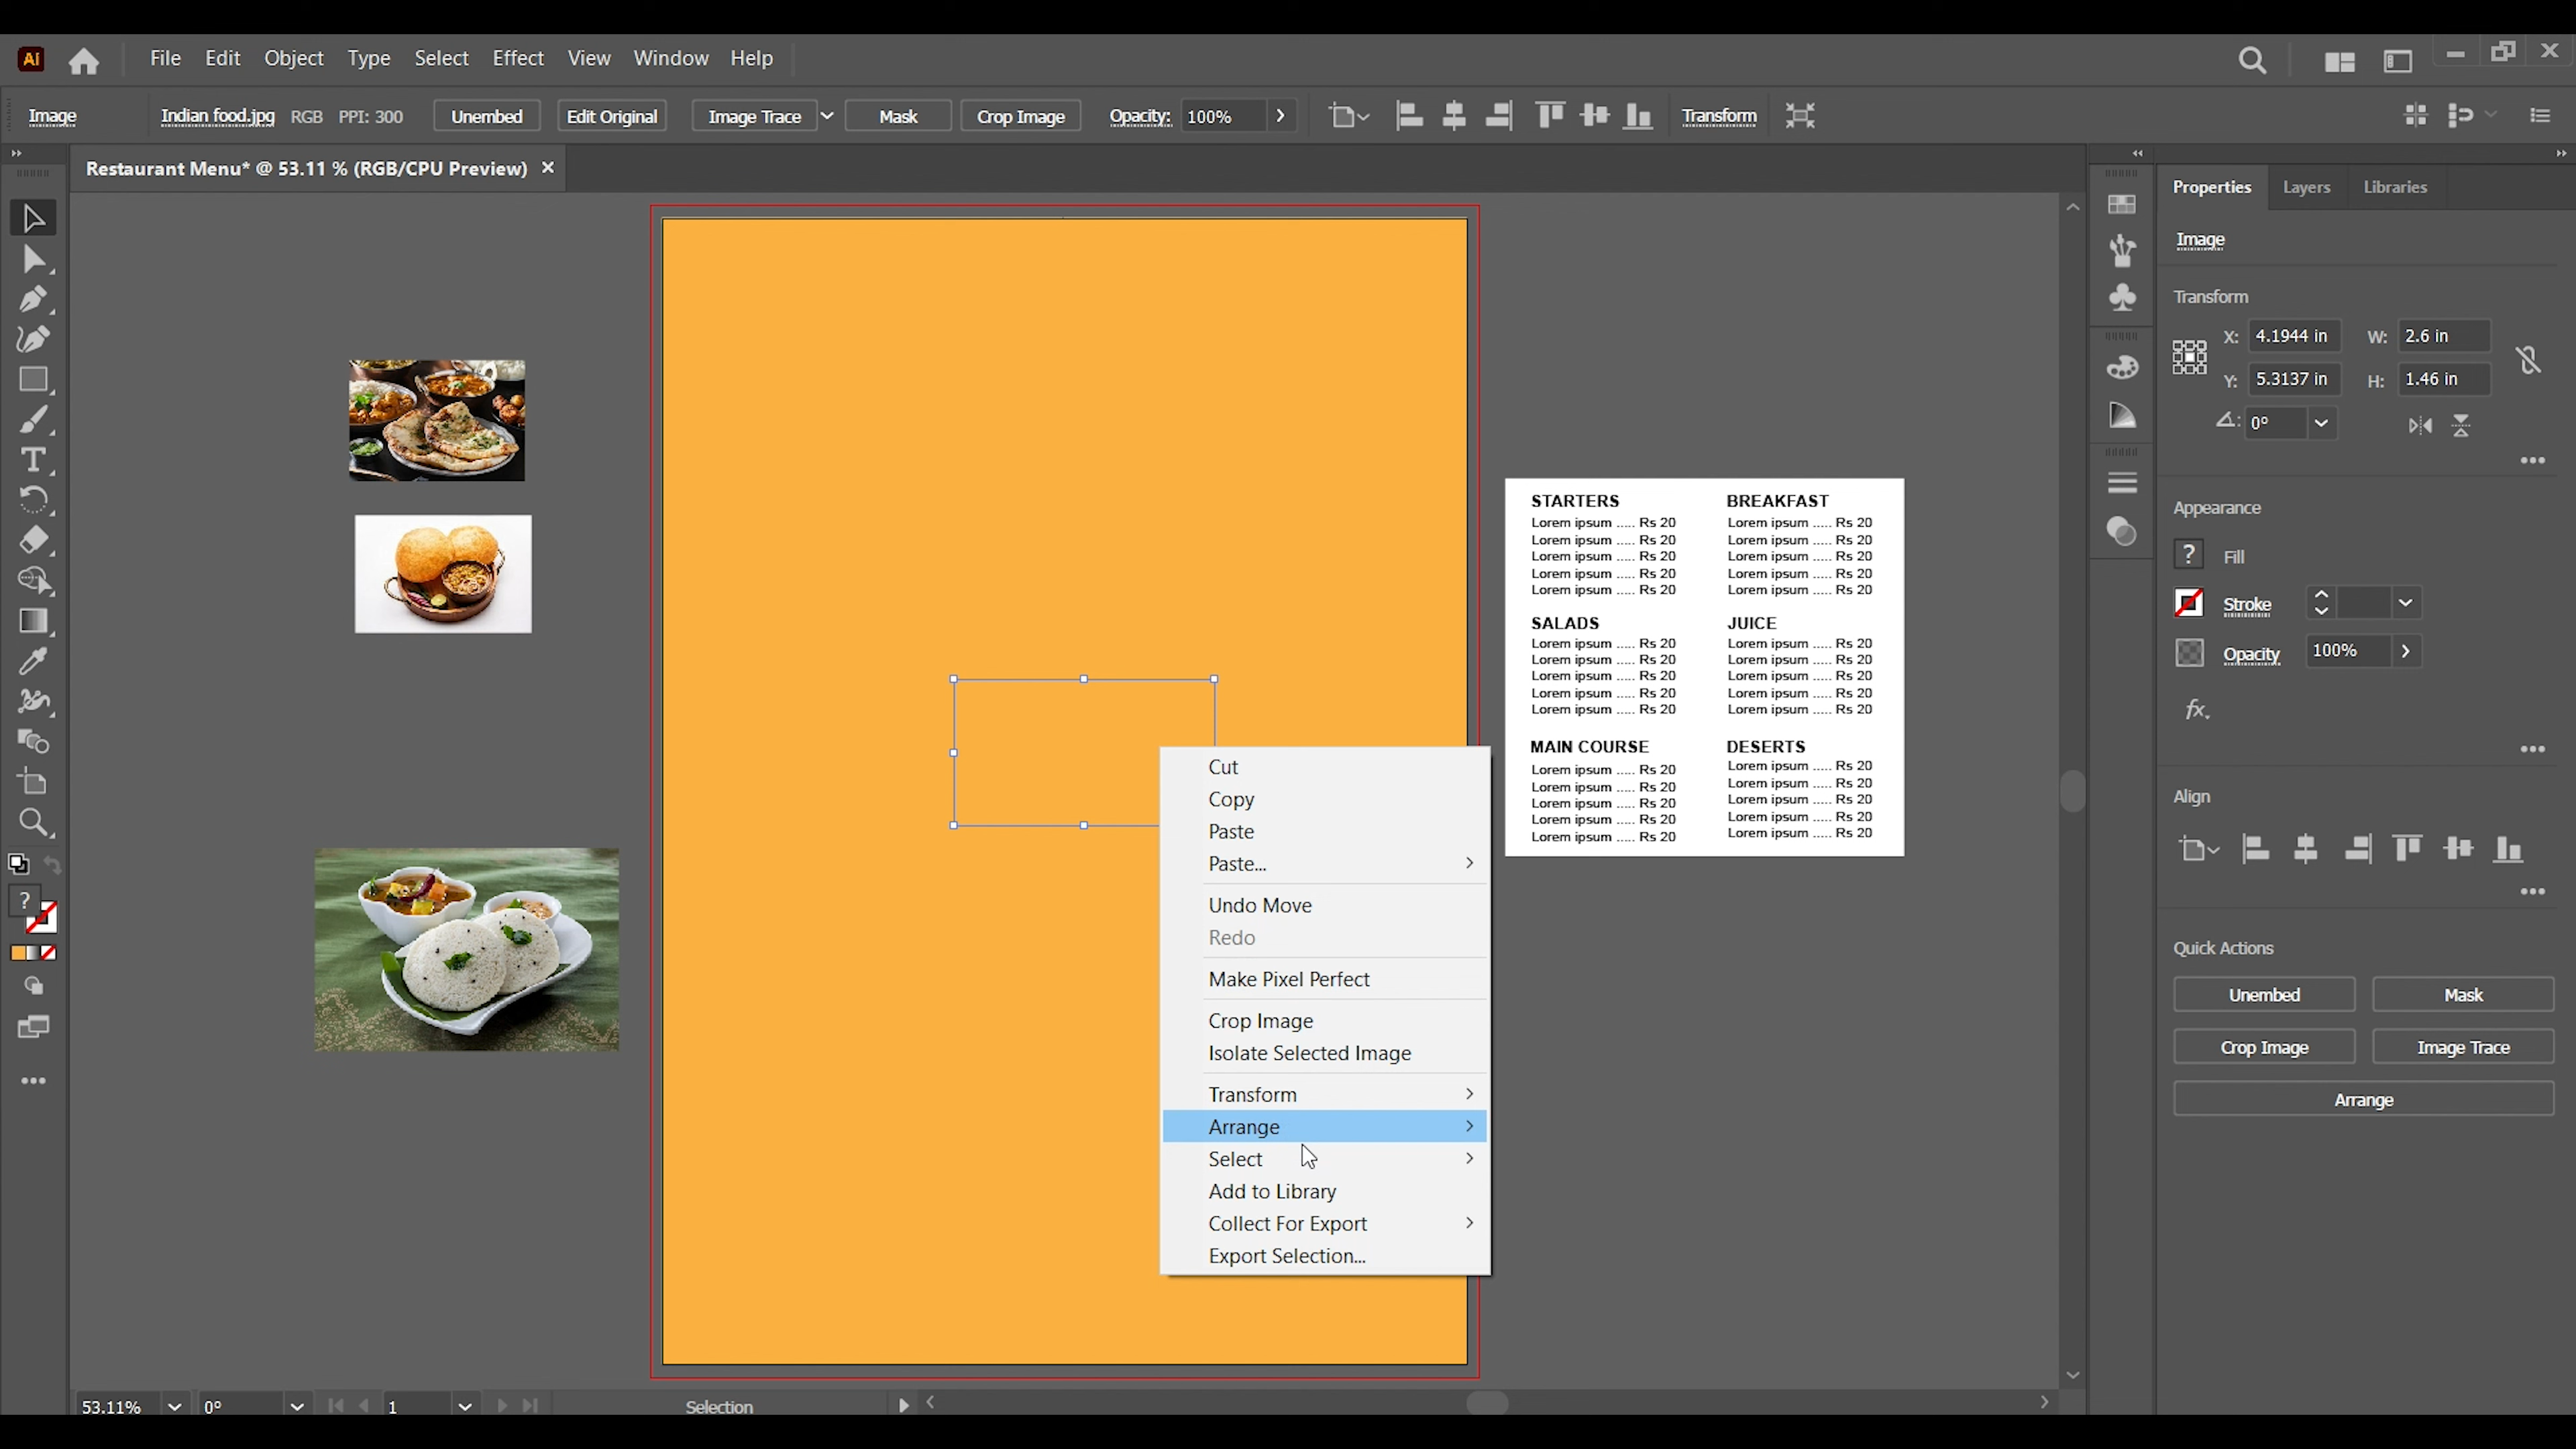 Ai File Edit Object Type Select Effect View Window Help
Image Indian food.jpg RGB PPI: 300 Unembed Edit Original Image Trace Mask Crop Image Opacity: 100% Transform
Restaurant Menu* @ 53.11 % (RGB/CPU Preview) ×
STARTERS
Lorem ipsum ..... Rs 20
Lorem ipsum ..... Rs 20
Lorem ipsum ..... Rs 20
Lorem ipsum ..... Rs 20
Lorem ipsum ..... Rs 20
BREAKFAST
Lorem ipsum ..... Rs 20
Lorem ipsum ..... Rs 20
Lorem ipsum ..... Rs 20
Lorem ipsum ..... Rs 20
Lorem ipsum ..... Rs 20
SALADS
Lorem ipsum ..... Rs 20
Lorem ipsum ..... Rs 20
Lorem ipsum ..... Rs 20
Lorem ipsum ..... Rs 20
Lorem ipsum ..... Rs 20
JUICE
Lorem ipsum ..... Rs 20
Lorem ipsum ..... Rs 20
Lorem ipsum ..... Rs 20
Lorem ipsum ..... Rs 20
Lorem ipsum ..... Rs 20
MAIN COURSE
Lorem ipsum ..... Rs 20
Lorem ipsum ..... Rs 20
Lorem ipsum ..... Rs 20
Lorem ipsum ..... Rs 20
Lorem ipsum ..... Rs 20
DESERTS
Lorem ipsum ..... Rs 20
Lorem ipsum ..... Rs 20
Lorem ipsum ..... Rs 20
Lorem ipsum ..... Rs 20
Lorem ipsum ..... Rs 20
Cut
Copy
Paste
Paste...
Undo Move
Redo
Make Pixel Perfect
Crop Image
Isolate Selected Image
Transform
Arrange
Select
Add to Library
Collect For Export
Export Selection...
Properties Layers Libraries
Image
Transform
X: 4.1944 in W: 2.6 in
Y: 5.3137 in H: 1.46 in
0°
Appearance
? Fill
Stroke
Opacity 100%
fx.
Align
Quick Actions
Unembed Mask
Crop Image Image Trace
Arrange
?
53.11% 0° 1 Selection